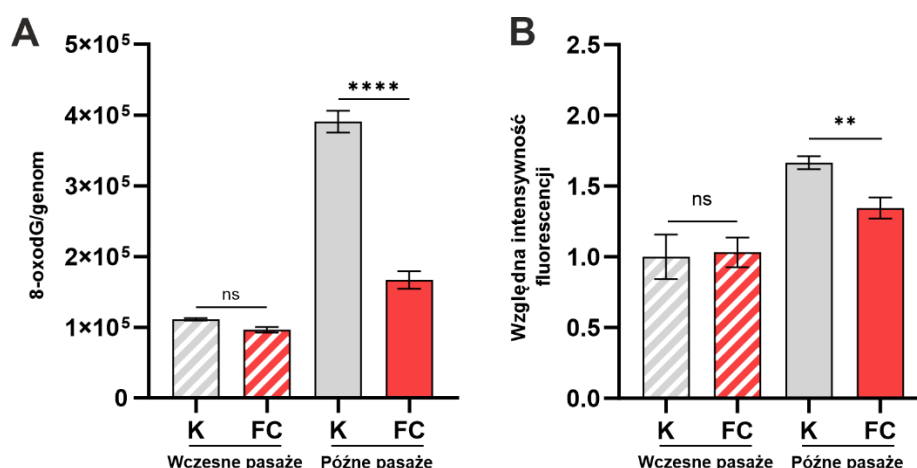 A
8-oxodG/genom
5×10⁵
4×10⁵
3×10⁵
2×10⁵
1×10⁵
0
ns
****
K FC K FC
Wczesne pasaże Późne pasaże
B
Względna intensywność
fluorescencji
2.5
2.0
1.5
1.0
0.5
0.0
ns
**
K FC K FC
Wczesne pasaże Późne pasaże